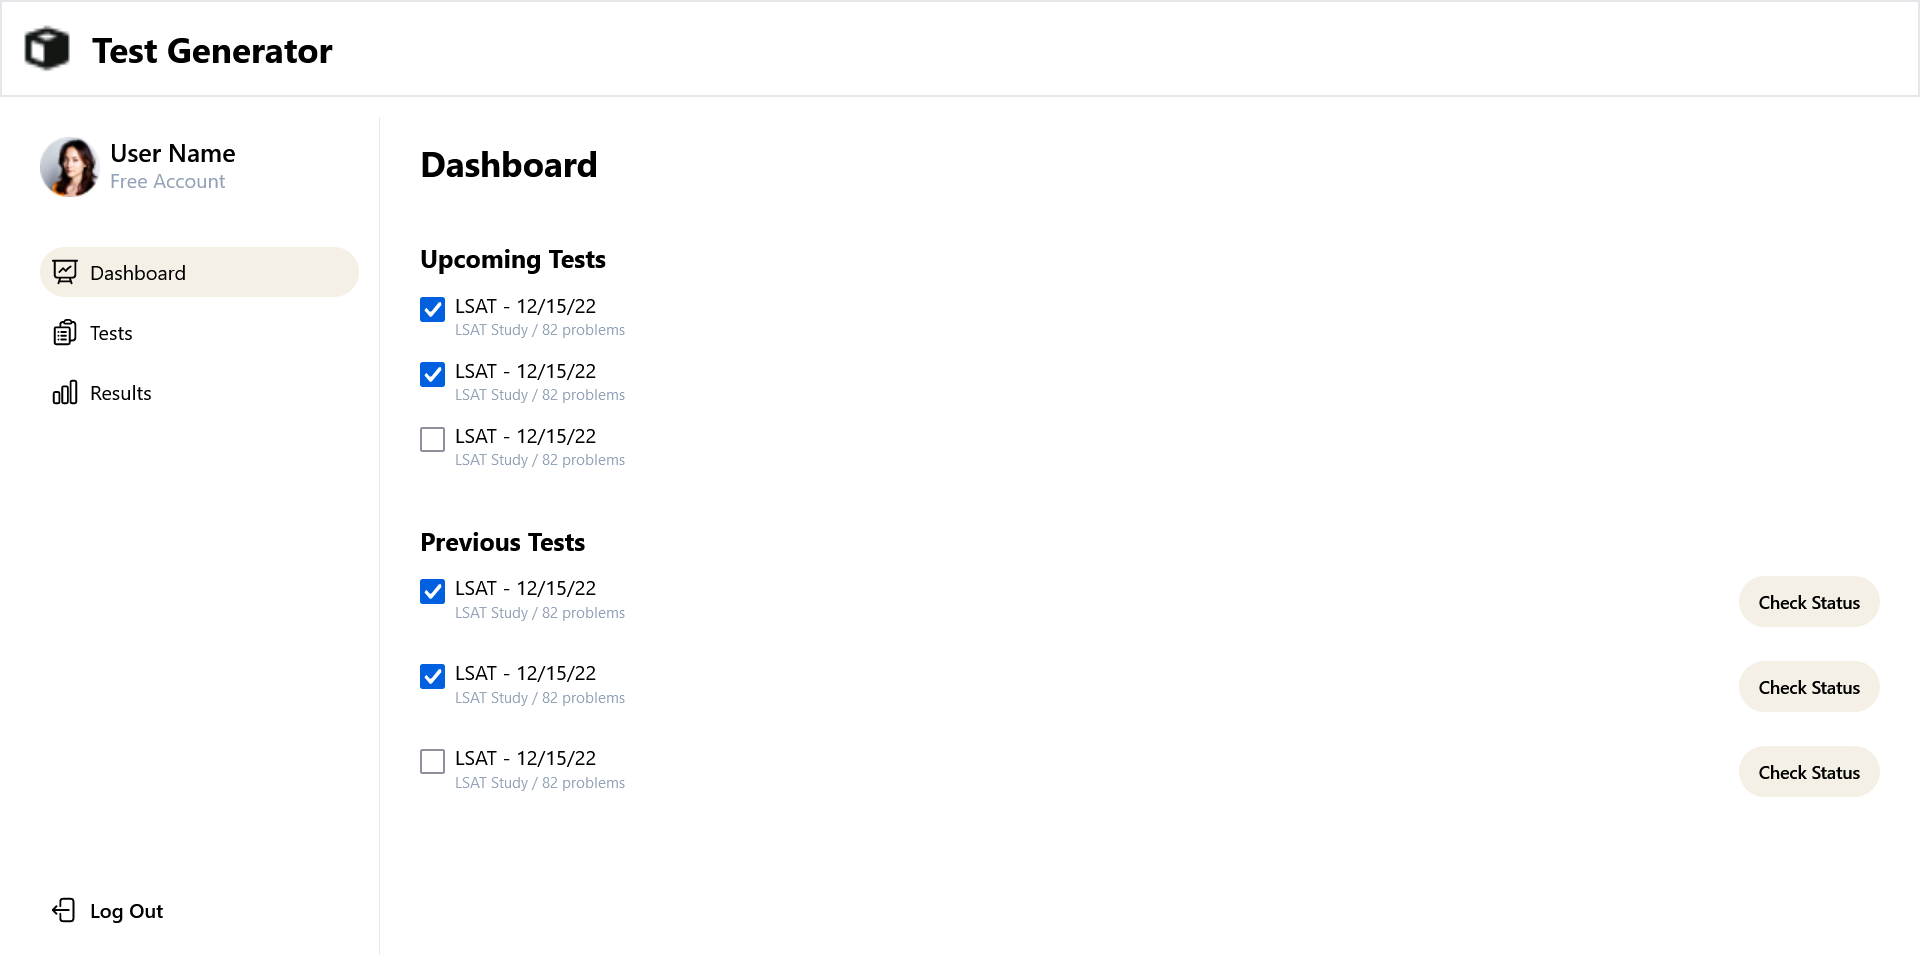 Test Generator
User Name
Free Account
Dashboard
Tests
Results
Log Out
Dashboard
Upcoming Tests
LSAT - 12/15/22
LSAT Study / 82 problems
LSAT - 12/15/22
LSAT Study / 82 problems
LSAT - 12/15/22
LSAT Study / 82 problems
Previous Tests
LSAT - 12/15/22
LSAT Study / 82 problems
Check Status
LSAT - 12/15/22
LSAT Study / 82 problems
Check Status
LSAT - 12/15/22
LSAT Study / 82 problems
Check Status